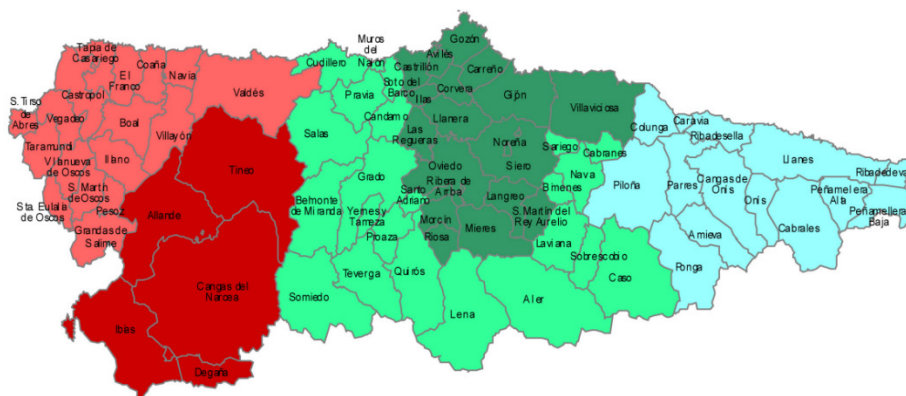 Tapia de
Casariego
Coaña
El
Franco
Navia
Castropol
S. Tirso
de
Abres
Vegadeo
Boal
Valdés
Taramundi
Villanueva
de Oscos
Illano
Villayón
S. Martín
de Oscos
Sta. Eulalia
de Oscos
Pesoz
Grandas de
Salime
Allande
Tineo
Cangas del
Narcea
Ibias
Degaña
Cudillero
Muros
del
Narón
Soto del
Barco
Pravia
Cándamo
Salas
Grado
Belmonte
de Miranda
Yernes y
Tameza
Santo
Adriano
Proaza
Teverga
Quirós
Somiedo
Lena
Aller
Gozón
Avilés
Castrillón
Carreño
Corvera
Illas
Gijón
Villaviciosa
Llanera
Las
Regueras
Noreña
Siero
Oviedo
Ribera de
Arriba
Langreo
Morcín
Riosa
Mieres
S. Martín del
Rey Aurelio
Sariego
Cabranes
Nava
Bimenes
Laviana
Sobrescobio
Caso
Colunga
Caravia
Ribadesella
Piloña
Parres
Cangas de
Onís
Onís
Llanes
Ribadedeva
Peñamellera
Alta
Peñamellera
Baja
Amieva
Cabrales
Ponga